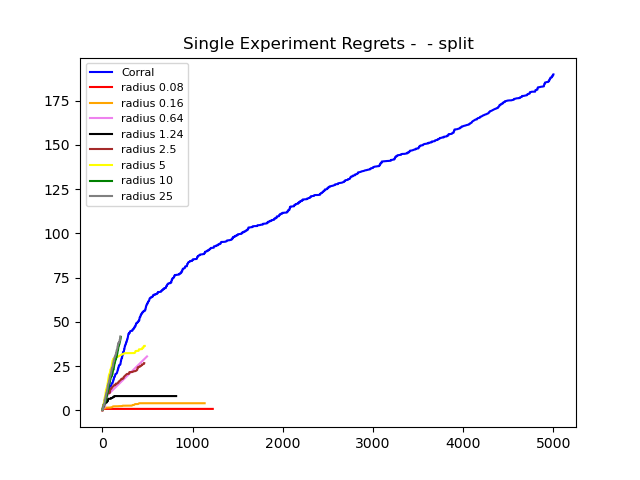 Single Experiment Regrets -  - split
Corral
radius 0.08
radius 0.16
radius 0.64
radius 1.24
radius 2.5
radius 5
radius 10
radius 25
175
150
125
100
75
50
25
0
0 1000 2000 3000 4000 5000